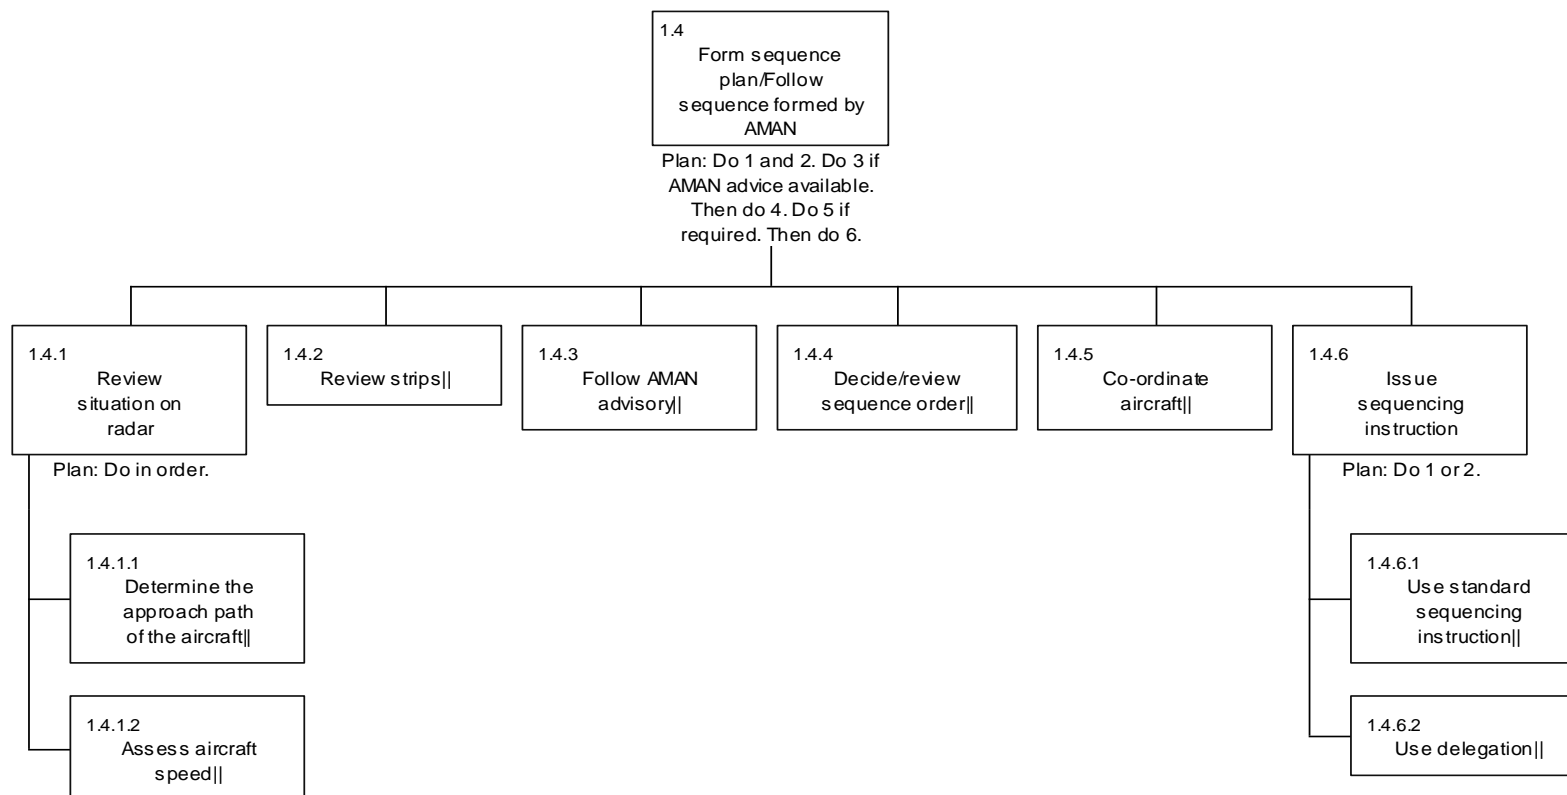 1.4
Form sequence
plan/Follow
sequence formed by
AMAN
Plan: Do 1 and 2. Do 3 if
AMAN advice available.
Then do 4. Do 5 if
required. Then do 6.
1.4.1
Review
situation on
radar
Plan: Do in order.
1.4.2
Review strips||
1.4.3
Follow AMAN
advisory||
1.4.4
Decide/review
sequence order||
1.4.5
Co-ordinate
aircraft||
1.4.6
Issue
sequencing
instruction
Plan: Do 1 or 2.
1.4.1.1
Determine the
approach path
of the aircraft||
1.4.1.2
Assess aircraft
speed||
1.4.6.1
Use standard
sequencing
instruction||
1.4.6.2
Use delegation||